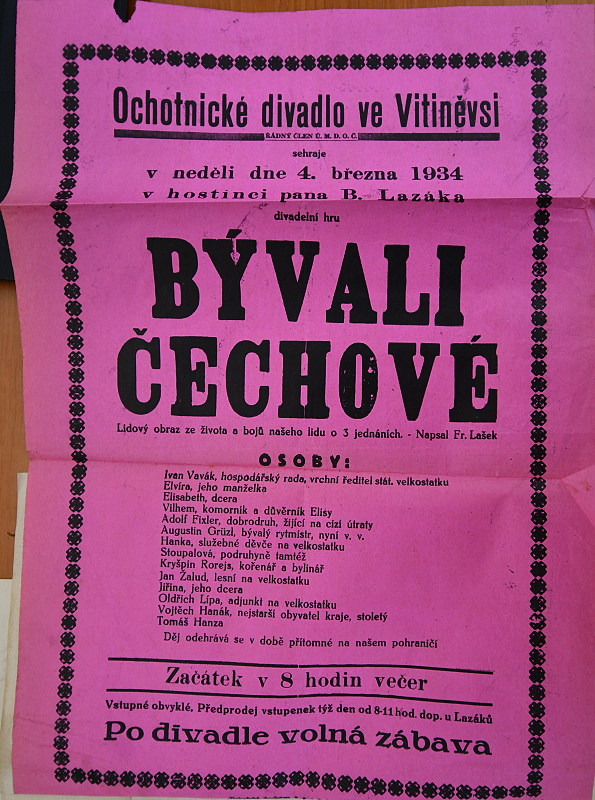 Ochotnické divadlo ve Vitiněvsi
ŘÁDNÝ ČLEN Ú. M. D. O. Č.
sehraje
v neděli dne 4. března 1934
v hostinci pana B. Lazáka
divadelní hru
BÝVALI
ČECHOVÉ
Lidový obraz ze života a bojů našeho lidu o 3 jednáních. - Napsal Fr. Lašek
OSOBY:
Ivan Vavák, hospodářský rada, vrchní ředitel stát. velkostatku
Elvíra, jeho manželka
Elisabeth, dcera
Vilhem, komorník a důvěrník Elisy
Adolf Fixler, dobrodruh, žijící na cizí útraty
Augustin Grüzl, bývalý rytmistr, nyní v. v.
Hanka, služebné děvče na velkostatku
Stoupalová, podruhyně tamtéž
Kryšpin Rorejs, kořenář a bylinář
Jan Žalud, lesní na velkostatku
Jiřina, jeho dcera
Oldřich Lípa, adjunkt na velkostatku
Vojtěch Hanák, nejstarší obyvatel kraje, stoletý
Tomáš Hanza
Děj odehrává se v době přítomné na našem pohraničí
Začátek v 8 hodin večer
Vstupné obvyklé. Předprodej vstupenek týž den od 8-11 hod. dop. u Lazáků
Po divadle volná zábava